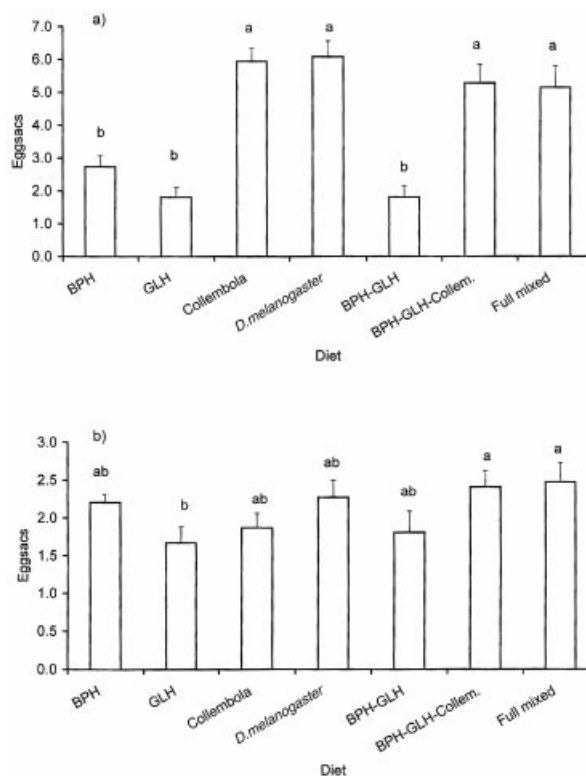 a)
7.0
6.0
5.0
4.0
3.0
2.0
1.0
0.0
Eggsacs
b
b
a
a
b
a
a
BPH
GLH
Collembola
D.melanogaster
BPH-GLH
BPH-GLH-Collem.
Full mixed
Diet
b)
3.0
2.5
2.0
1.5
1.0
0.5
0.0
Eggsacs
ab
b
ab
ab
ab
a
a
BPH
GLH
Collembola
D.melanogaster
BPH-GLH
BPH-GLH-Collem.
Full mixed
Diet